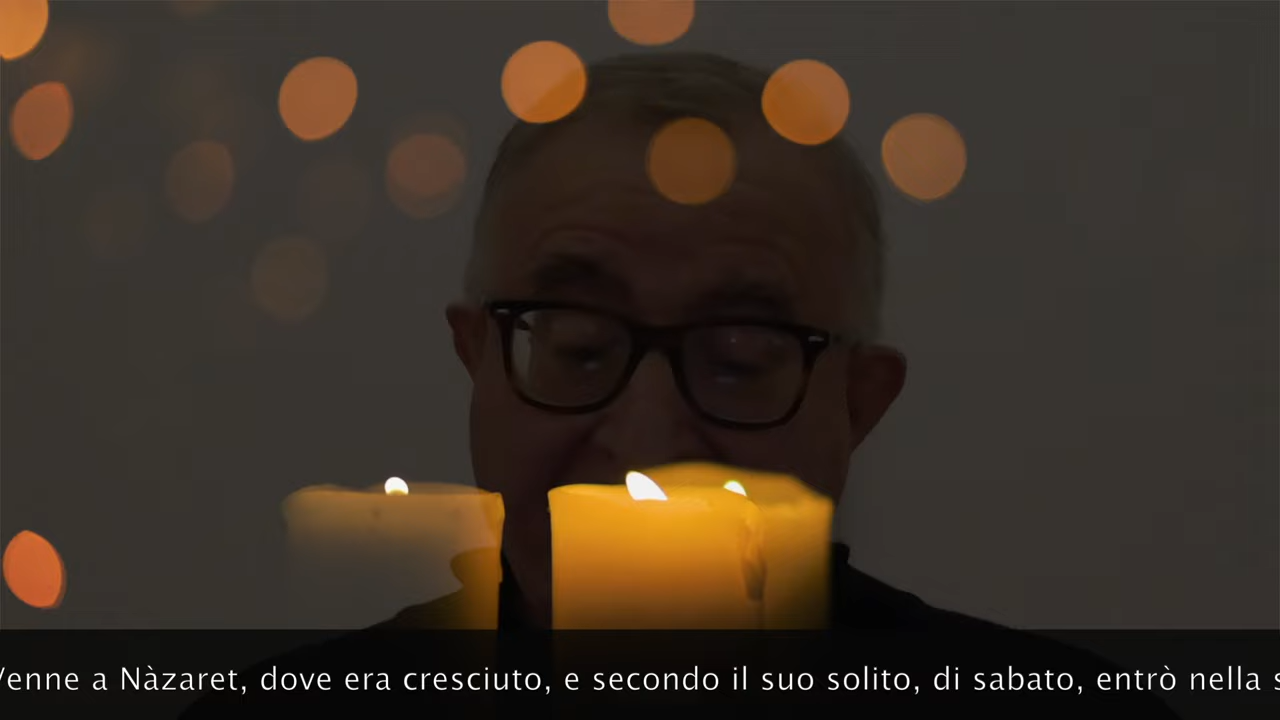 Venne a Nàzaret, dove era cresciuto, e secondo il suo solito, di sabato, entrò nella